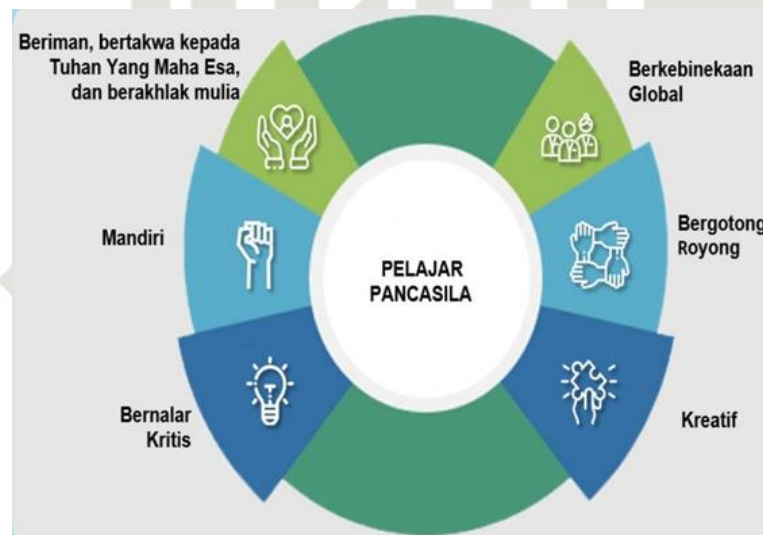 Beriman, bertakwa kepada
Tuhan Yang Maha Esa,
dan berakhlak mulia
Berkebinekaan
Global
Mandiri
Bergotong
Royong
PELAJAR
PANCASILA
Bernalar
Kritis
Kreatif